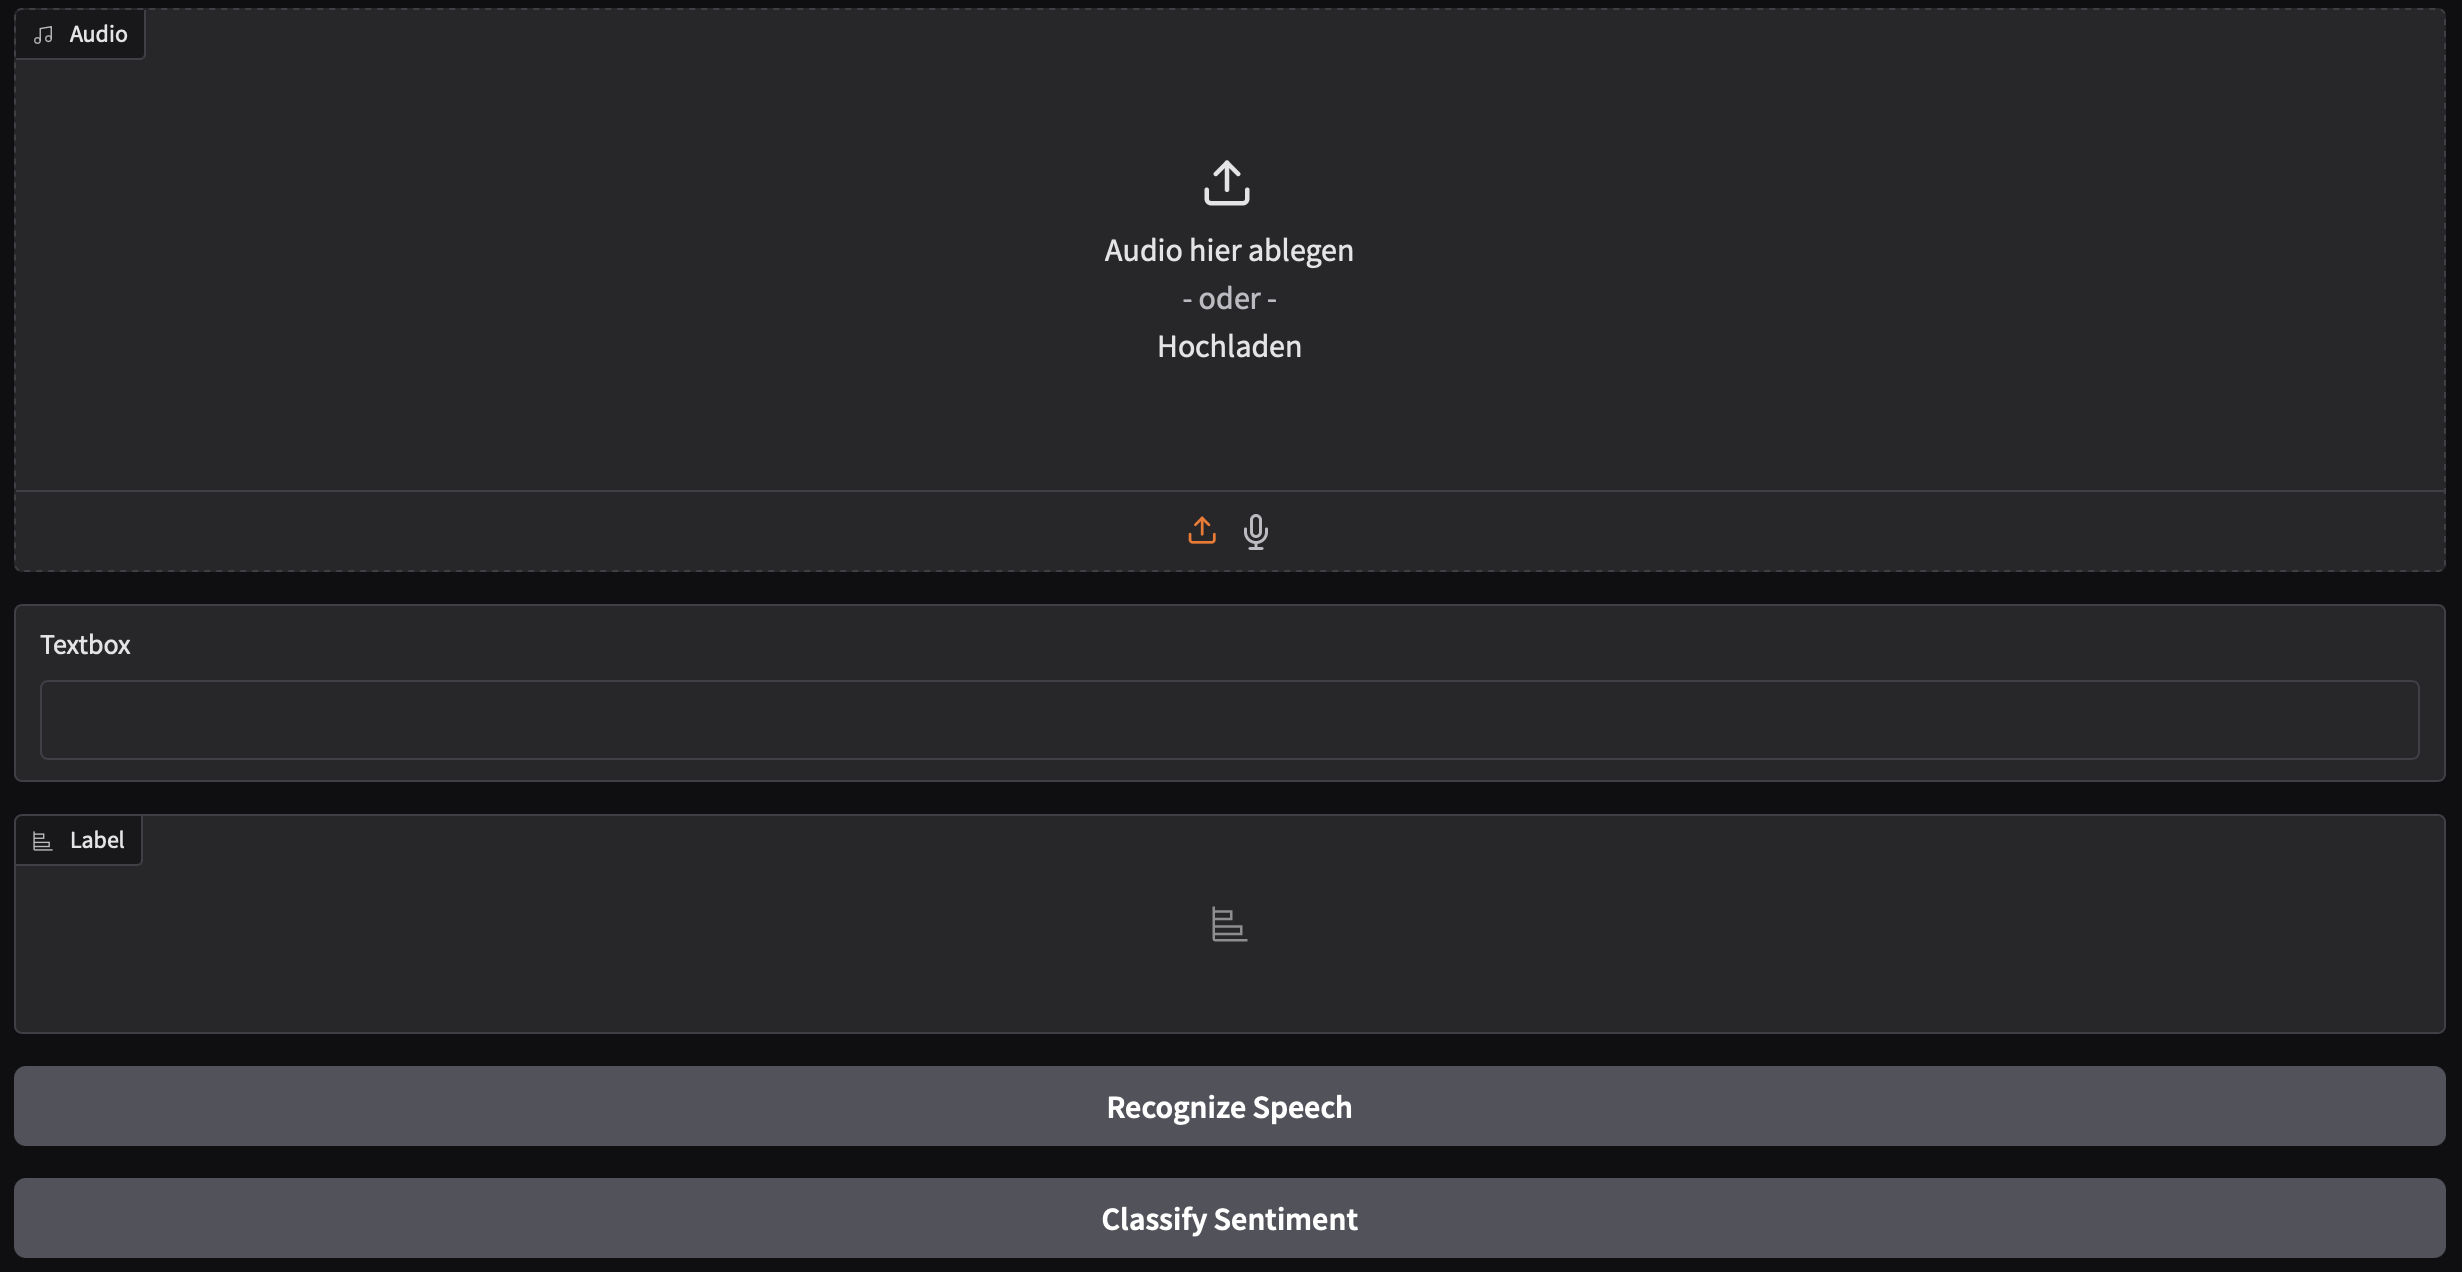 Audio
Audio hier ablegen
- oder -
Hochladen
Textbox
Label
Recognize Speech
Classify Sentiment